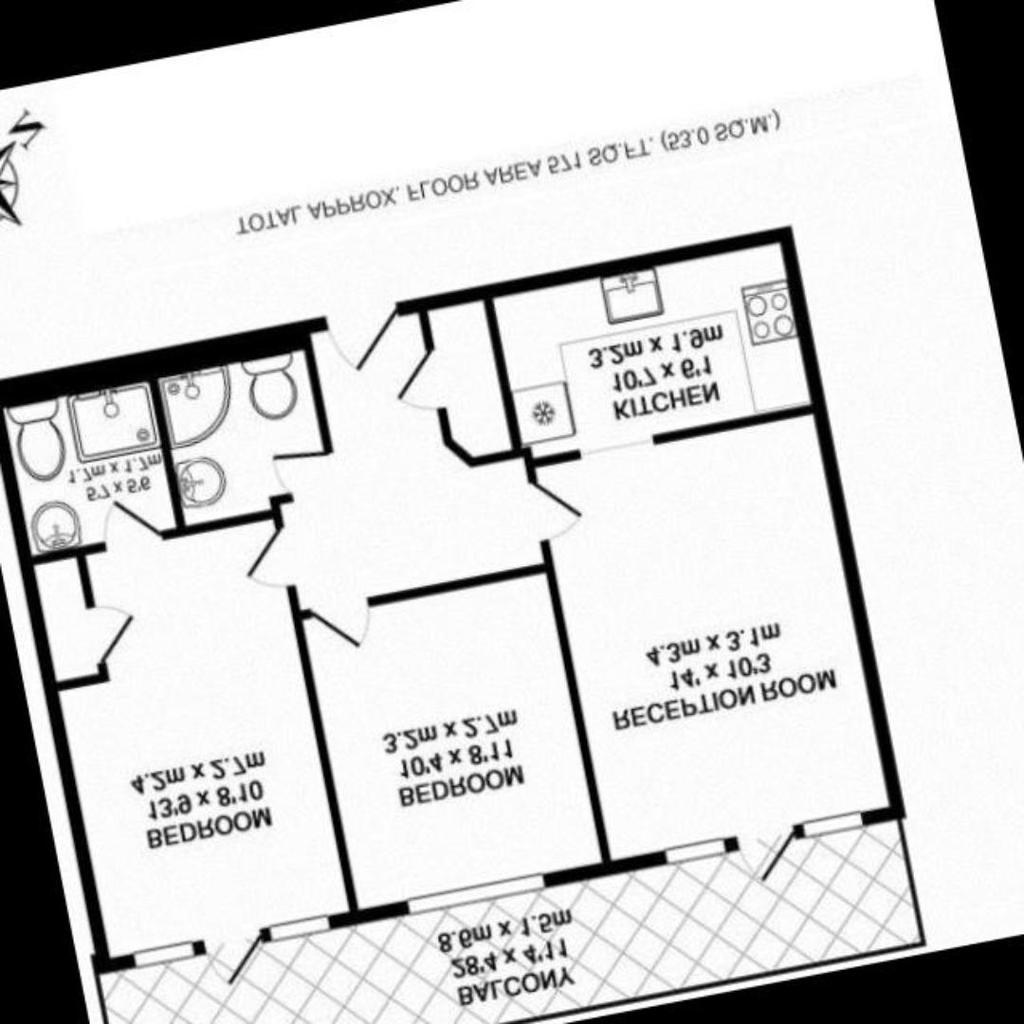 BALCONY
28'4 x 4'11
8.6m x 1.5m
BEDROOM
13'9 x 8'10
4.2m x 2.7m
BEDROOM
10'4 x 8'11
3.2m x 2.7m
RECEPTION ROOM
14' x 10'3
4.3m x 3.1m
5'7 x 5'6
1.7m x 1.7m
KITCHEN
10'7 x 6'1
3.2m x 1.9m
TOTAL APPROX. FLOOR AREA 571 SQ.FT. (53.0 SQ.M.)
N